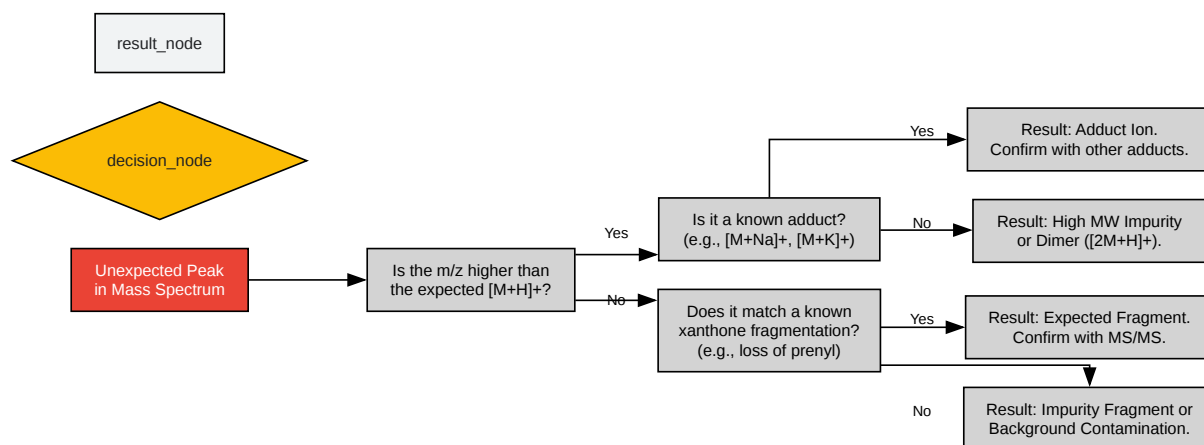 result_node
decision_node
Unexpected Peak
in Mass Spectrum
Is the m/z higher than
the expected [M+H]+?
Yes
No
Is it a known adduct?
(e.g., [M+Na]+, [M+K]+)
Yes
Result: Adduct Ion.
Confirm with other adducts.
No
Result: High MW Impurity
or Dimer ([2M+H]+).
Does it match a known
xanthone fragmentation?
(e.g., loss of prenyl)
Yes
Result: Expected Fragment.
Confirm with MS/MS.
No
Result: Impurity Fragment or
Background Contamination.